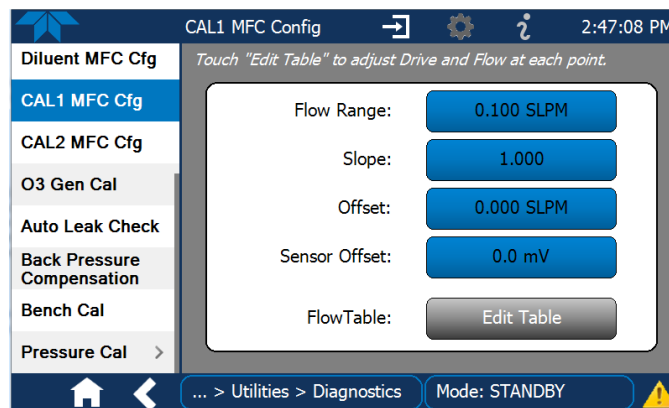 CAL1 MFC Config
2:47:08 PM
Diluent MFC Cfg
CAL1 MFC Cfg
CAL2 MFC Cfg
O3 Gen Cal
Auto Leak Check
Back Pressure
Compensation
Bench Cal
Pressure Cal >
Touch "Edit Table" to adjust Drive and Flow at each point.
Flow Range: 0.100 SLPM
Slope: 1.000
Offset: 0.000 SLPM
Sensor Offset: 0.0 mV
FlowTable: Edit Table
... > Utilities > Diagnostics
Mode: STANDBY